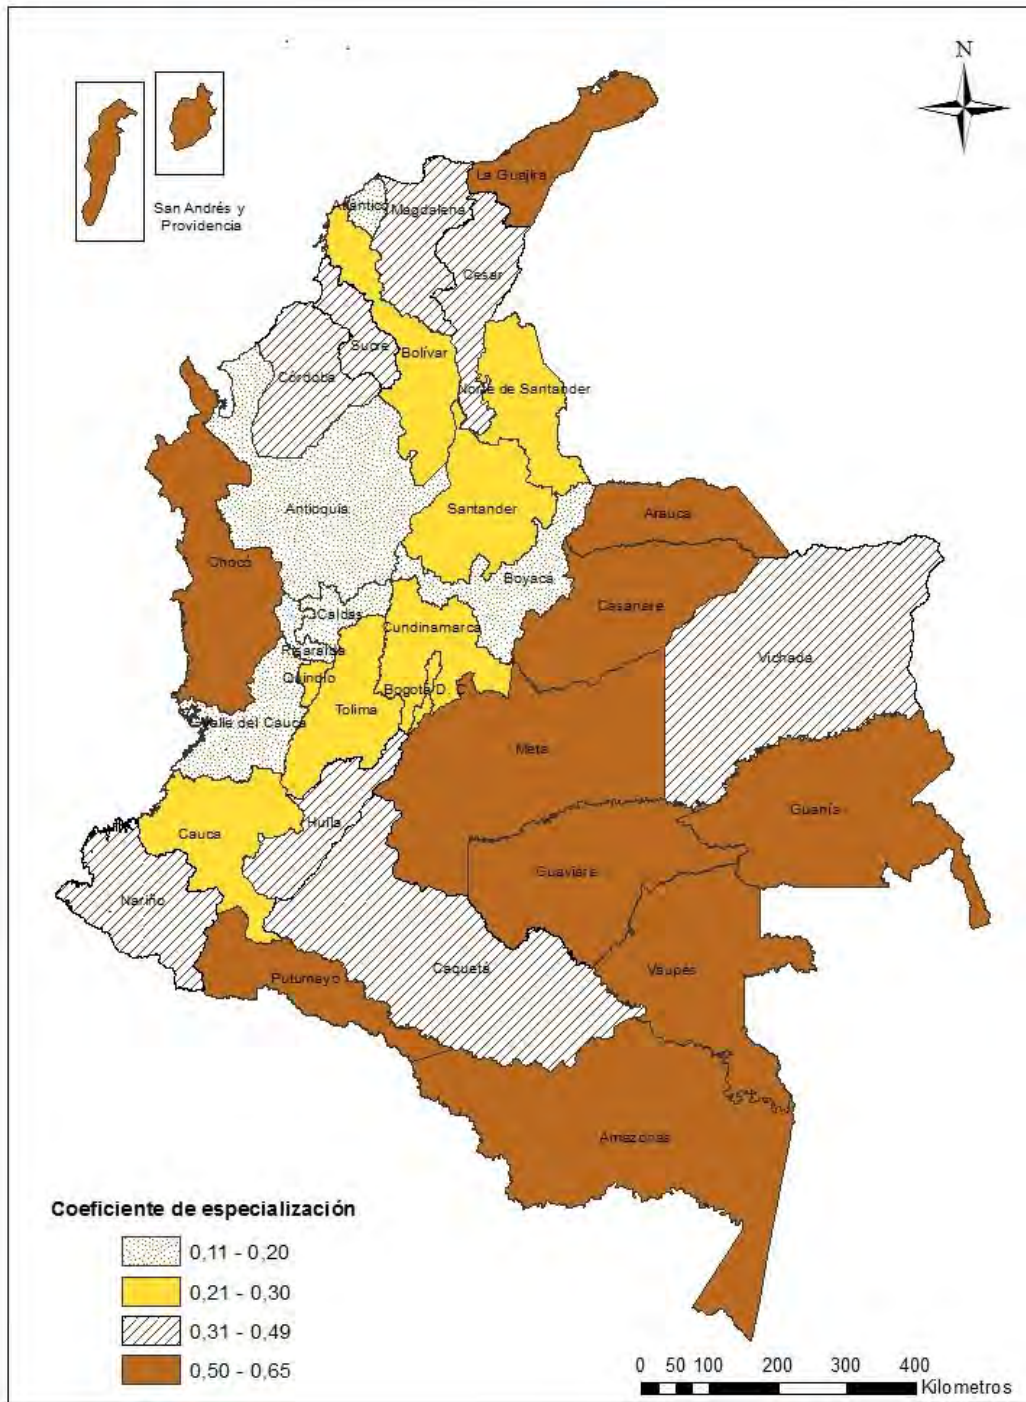 N
San Andrés y
Providencia
La Guajira
Atlántico
Magdalena
Cesar
Sucre
Bolívar
Córdoba
Norte de Santander
Antioquia
Santander
Arauca
Chocó
Boyacá
Casanare
Caldas
Cundinamarca
Risaralda
Vichada
Quindío
Bogotá D. C
Tolima
Valle del Cauca
Meta
Guanía
Huila
Cauca
Guaviare
Nariño
Caquetá
Vaupés
Putumayo
Amazonas
Coeficiente de especialización
0,11 - 0,20
0,21 - 0,30
0,31 - 0,49
0,50 - 0,65
0 50 100 200 300 400
Kilometros